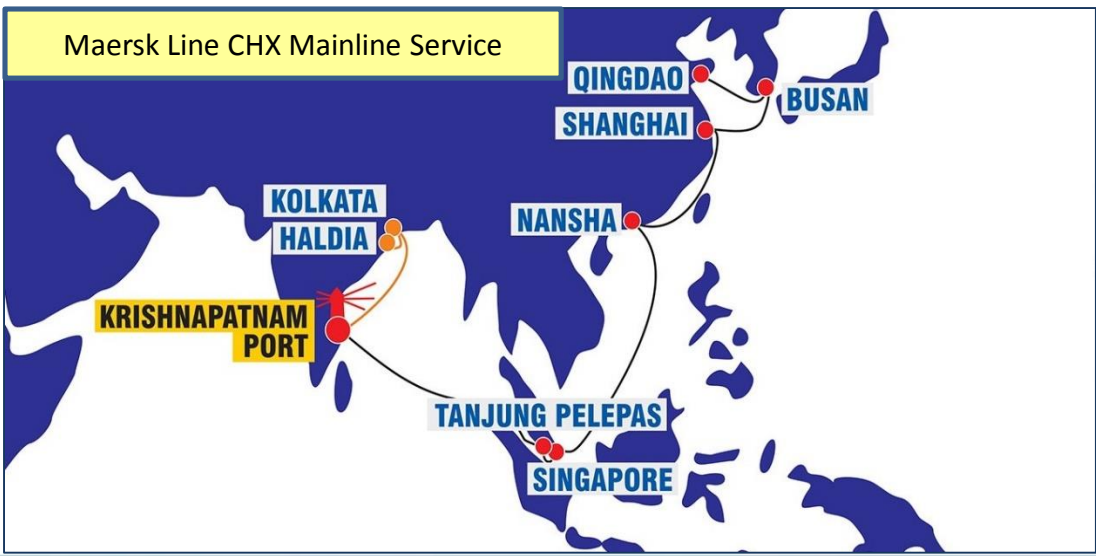 Maersk Line CHX Mainline Service
QINGDAO
BUSAN
SHANGHAI
KOLKATA
HALDIA
NANSHA
KRISHNAPATNAM
PORT
TANJUNG PELEPAS
SINGAPORE